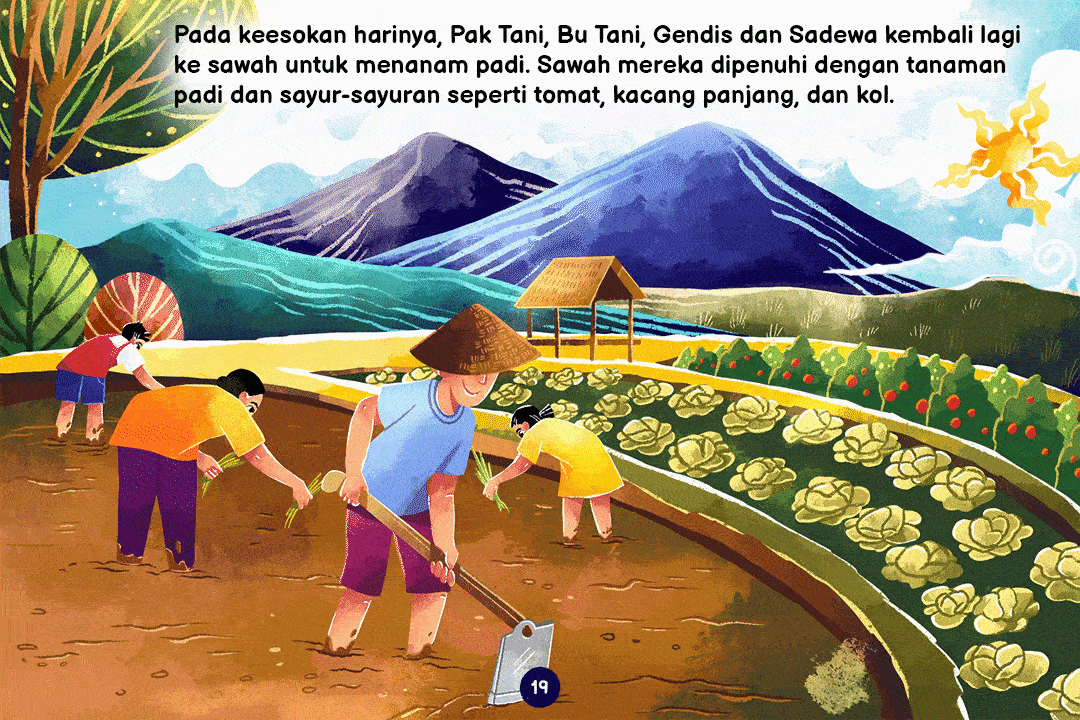 Pada keesokan harinya, Pak Tani, Bu Tani, Gendis dan Sadewa kembali lagi
ke sawah untuk menanam padi. Sawah mereka dipenuhi dengan tanaman
padi dan sayur-sayuran seperti tomat, kacang panjang, dan kol.
19